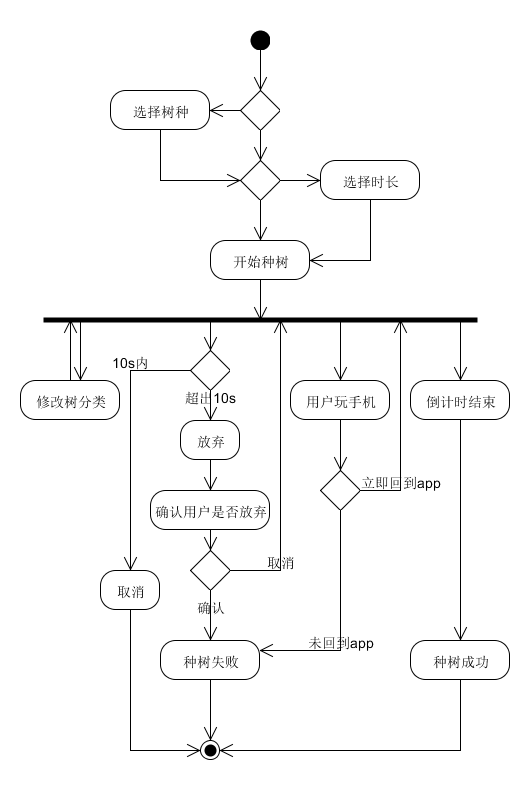 选择树种
选择时长
开始种树
10s内
超出10s
修改树分类
用户玩手机
倒计时结束
放弃
立即回到app
确认用户是否放弃
取消
取消
确认
未回到app
种树失败
种树成功